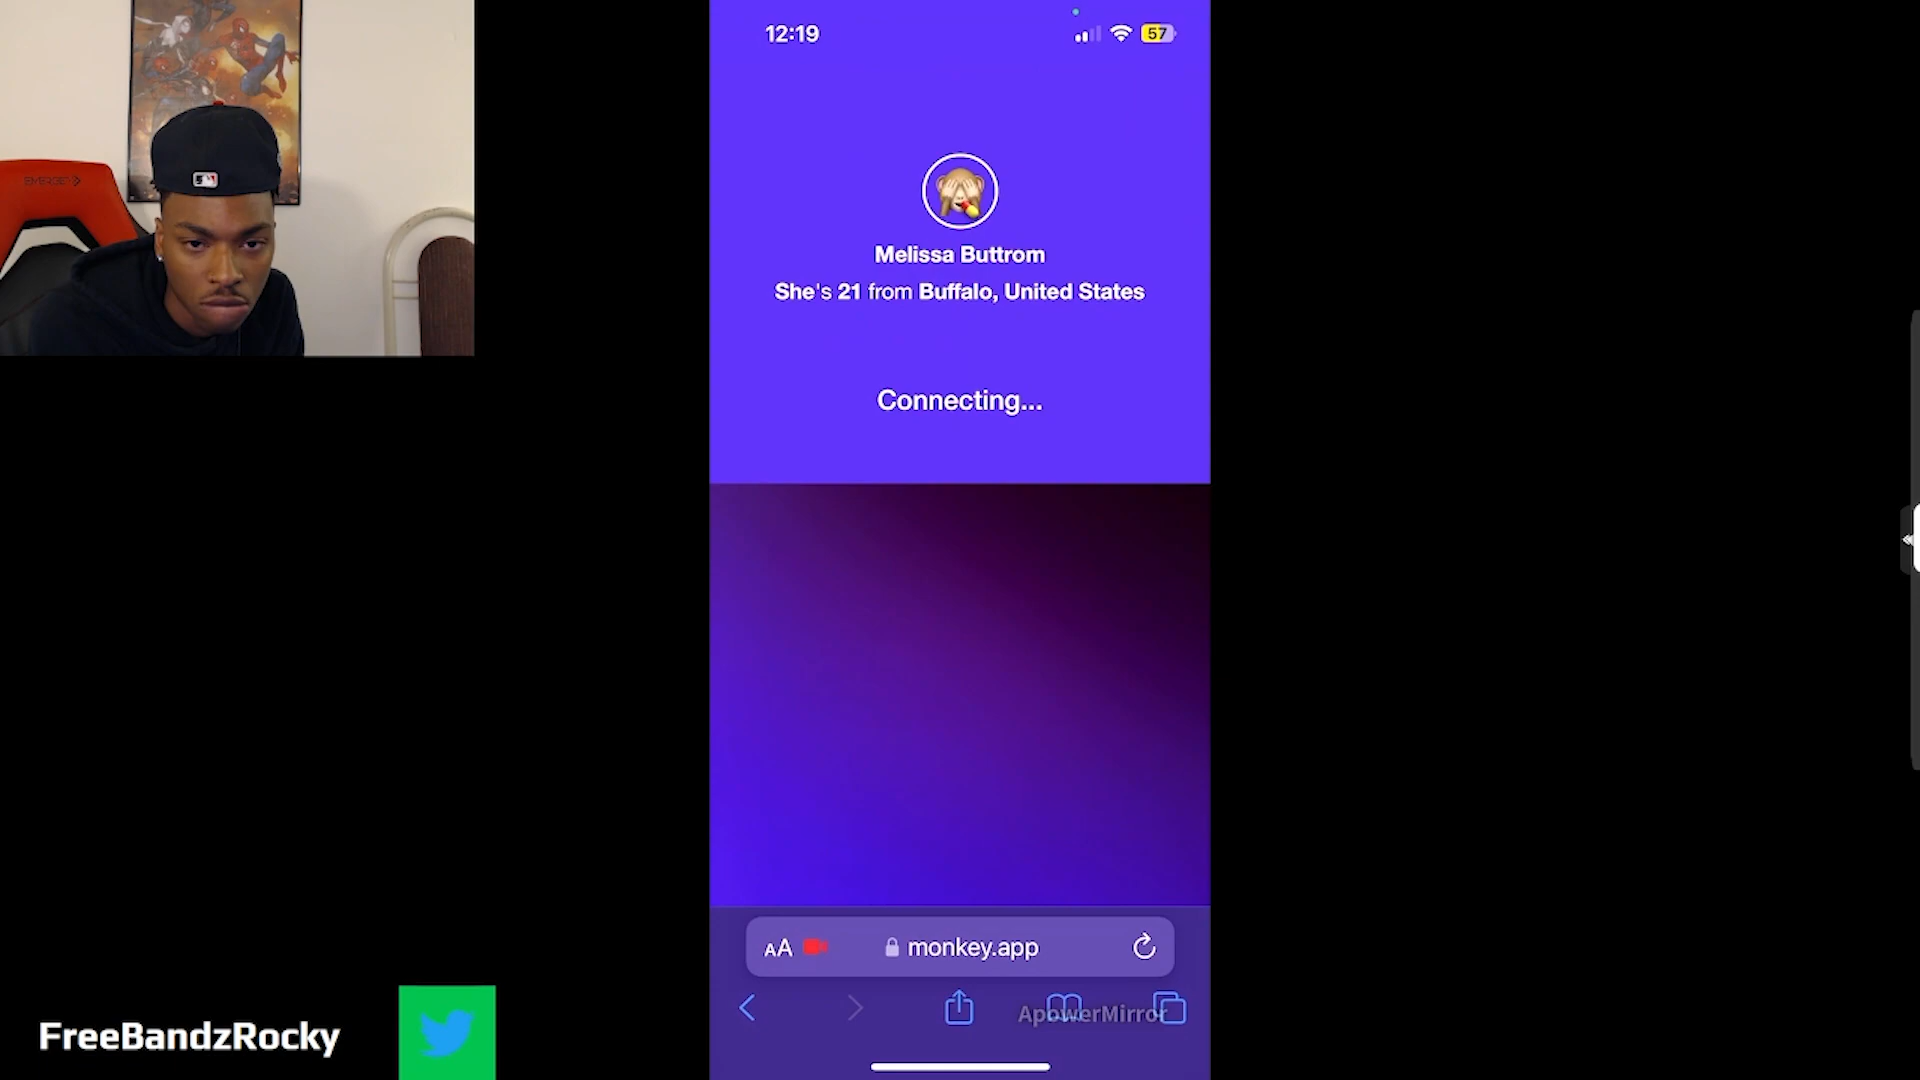 12:19
57
Melissa Buttrom
She's 21 from Buffalo, United States
Connecting...
AA
monkey.app
ApowerMirror
FreeBandzRocky